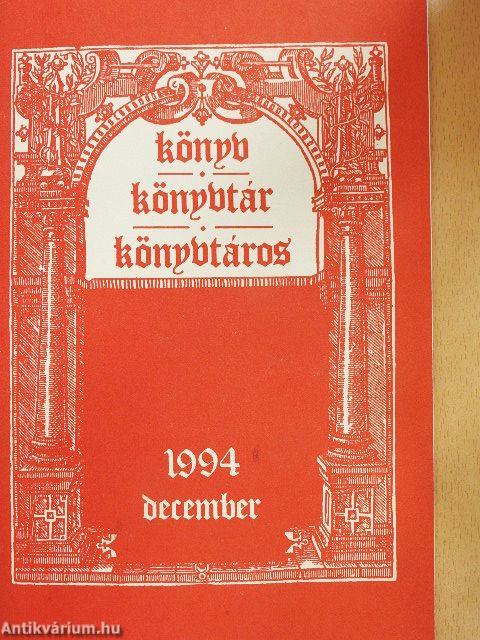 könyv
könyvtár
könyvtáros
1994
december
Antikvárium.hu